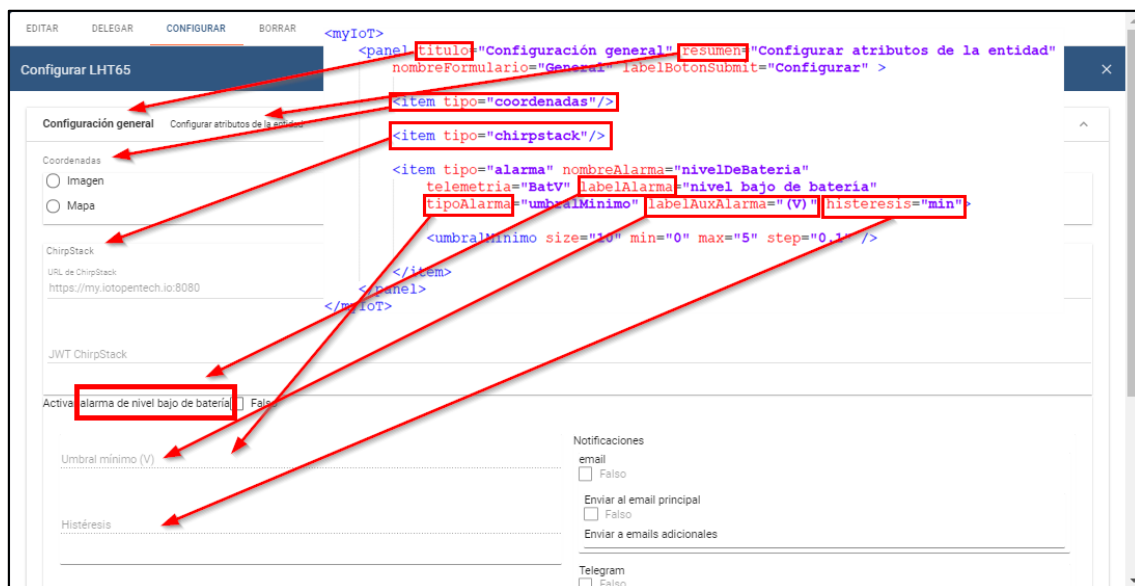 EDITAR DELEGAR CONFIGURAR BORRAR
Configurar LHT65
<myIoT>
<panel titulo="Configuración general" resumen="Configurar atributos de la entidad"
nombreFormulario="General" labelBotonSubmit="Configurar" >
<item tipo="coordenadas"/>
<item tipo="chirpstack"/>
<item tipo="alarma" nombreAlarma="nivelDeBateria"
telemetria="BatV" labelAlarma="nivel bajo de batería"
tipoAlarma="umbralMinimo" labelAuxAlarma="(V)" histeresis="min">
<umbralMinimo size="10" min="0" max="5" step="0.1" />
</item>
</panel>
</myIoT>
Configuración general Configurar atributos de la entidad
Coordenadas
Imagen
Mapa
ChirpStack
URL de ChirpStack
https://my.iotopentech.io:8080
JWT ChirpStack
Activar alarma de nivel bajo de batería Falso
Umbral mínimo (V)
Histéresis
Notificaciones
email
Falso
Enviar al email principal
Falso
Enviar a emails adicionales
Telegram
Falso